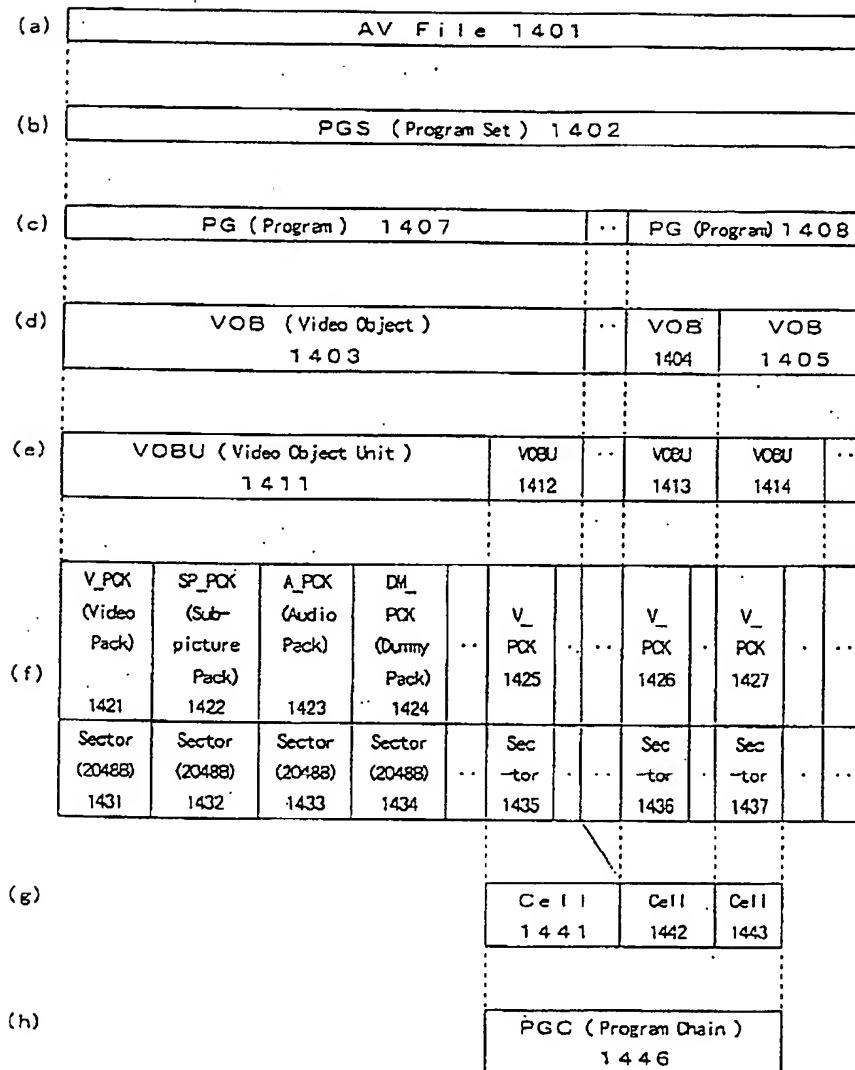 (a) AV File 1401
(b) PGS (Program Set) 1402
(c) PG (Program) 1407 ‥ PG (Program) 1408
(d) VOB (Video Object) ‥ VOB VOB
1403 1404 1405
(e) VOBU (Video Object Unit) VOBU ‥ VOBU VOBU ‥
1411 1412 1413 1414
V_PCK SP_PCK A_PCK DM_
(Video (Sub- (Audio PCK V_ V_ V_
Pack) picture Pack) (Dummy ‥ PCK · ‥ PCK · PCK · ‥
(f) Pack) Pack) 1425 1426 1427
1421 1422 1423 1424
Sector Sector Sector Sector Sec Sec Sec
(2048B) (2048B) (2048B) (2048B) ‥ -tor · ‥ -tor · -tor · ‥
1431 1432 1433 1434 1435 1436 1437
(g) Cell Cell Cell
1441 1442 1443
(h) PGC (Program Chain)
1446